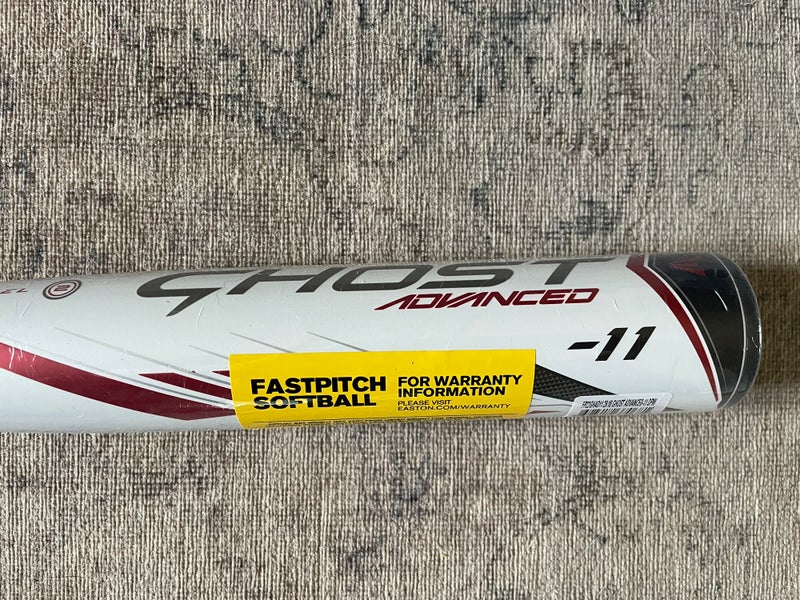 GHOST
ADVANCED
-11
FASTPITCH
SOFTBALL
FOR WARRANTY
INFORMATION
PLEASE VISIT
EASTON.COM/WARRANTY